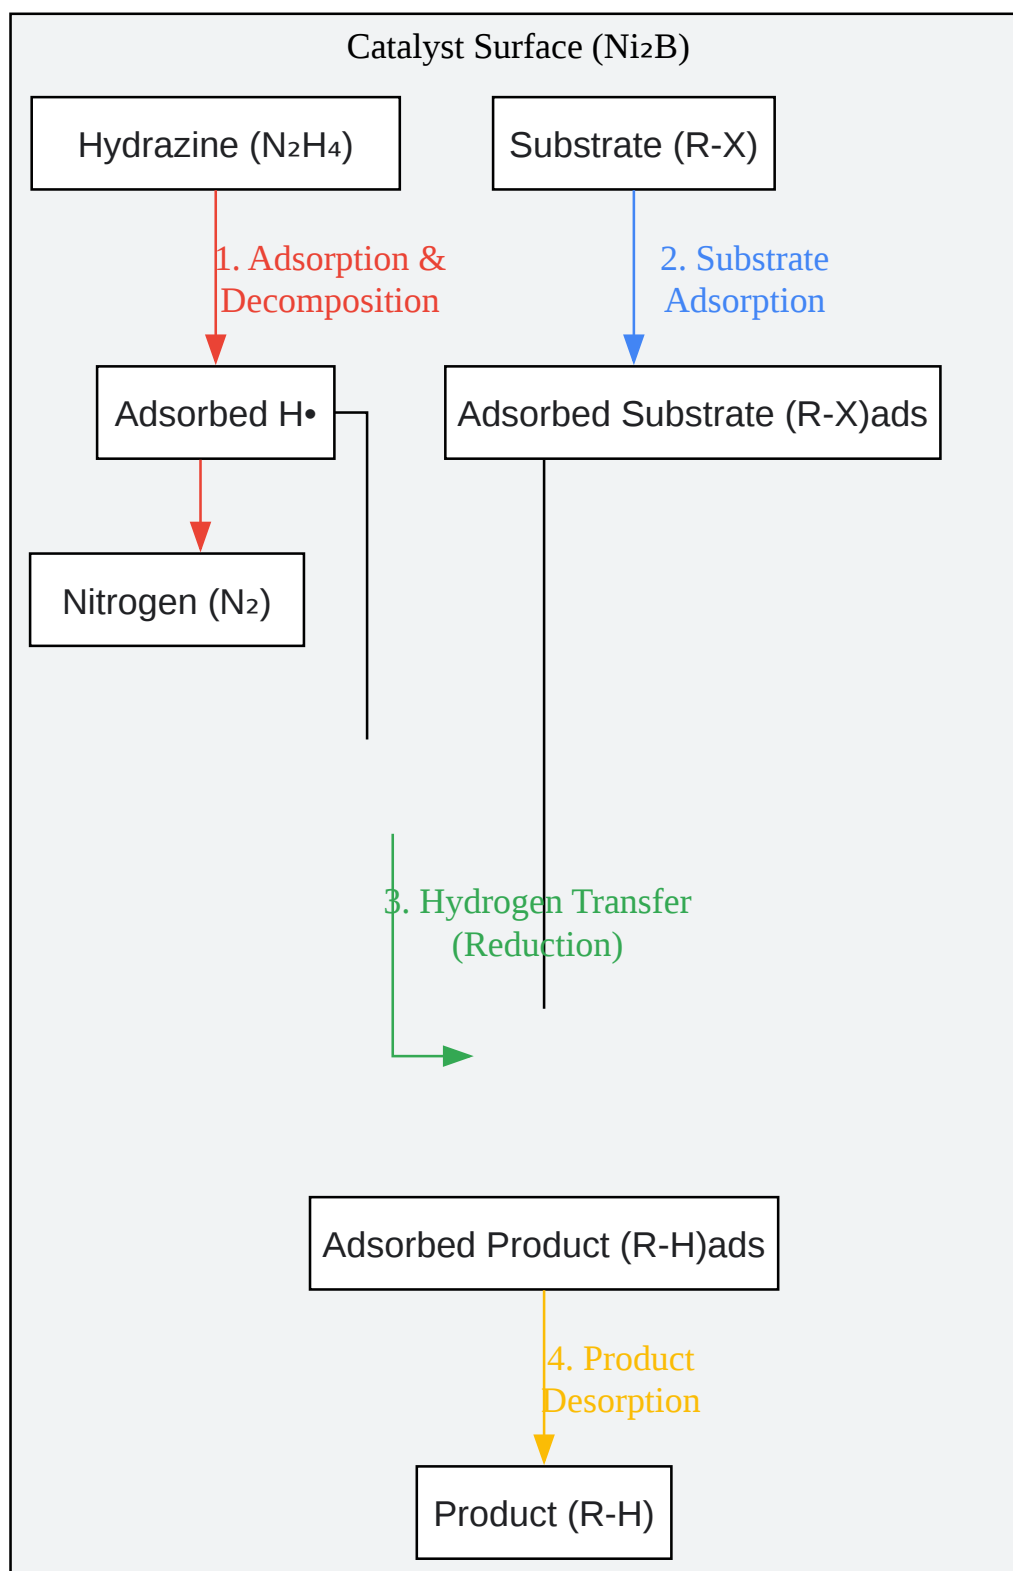 Catalyst Surface (Ni₂B)
Hydrazine (N₂H₄)
Substrate (R-X)
1. Adsorption &
Decomposition
2. Substrate
Adsorption
Adsorbed H•
Adsorbed Substrate (R-X)ads
Nitrogen (N₂)
3. Hydrogen Transfer
(Reduction)
Adsorbed Product (R-H)ads
4. Product
Desorption
Product (R-H)